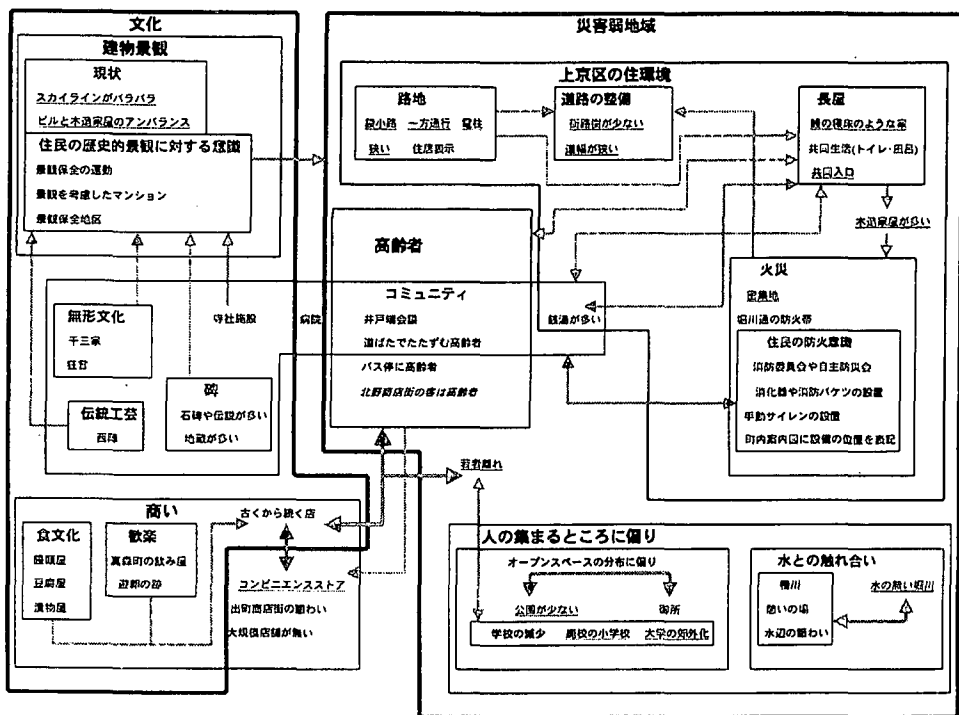 文化
建物景観
現状
スカイラインがバラバラ
ビルと木造家屋のアンバランス
住民の歴史的景観に対する意識
景観保全の運動
景観を考慮したマンション
景観保全地区
無形文化
千三家
狂言
寺社施設
病院
伝統工芸
西陣
碑
石碑や伝説が多い
地蔵が多い
商い
食文化
饅頭屋
豆腐屋
漬物屋
歓楽
真森町の飲み屋
遊郭の跡
古くから続く店
コンビニエンスストア
出町商店街の賑わい
大規模店舗が無い
災害弱地域
上京区の住環境
路地
袋小路 一方通行 電柱
狭い 住居表示
道路の整備
街路樹が少ない
道幅が狭い
長屋
鰻の寝床のような家
共同生活(トイレ・風呂)
共同入口
木造家屋が多い
高齢者
コミュニティ
井戸端会議
道ばたでたたずむ高齢者
バス停に高齢者
北野商店街の客は高齢者
銭湯が多い
火災
密集地
堀川通の防火帯
住民の防火意識
消防委員会や自主防災会
消化器や消防バケツの設置
手動サイレンの設置
町内案内図に設備の位置を表記
若者離れ
人の集まるところに偏り
オープンスペースの分布に偏り
公園が少ない
御所
学校の減少 廃校の小学校 大学の郊外化
水との触れ合い
鴨川
憩いの場
水辺の賑わい
水の無い堀川